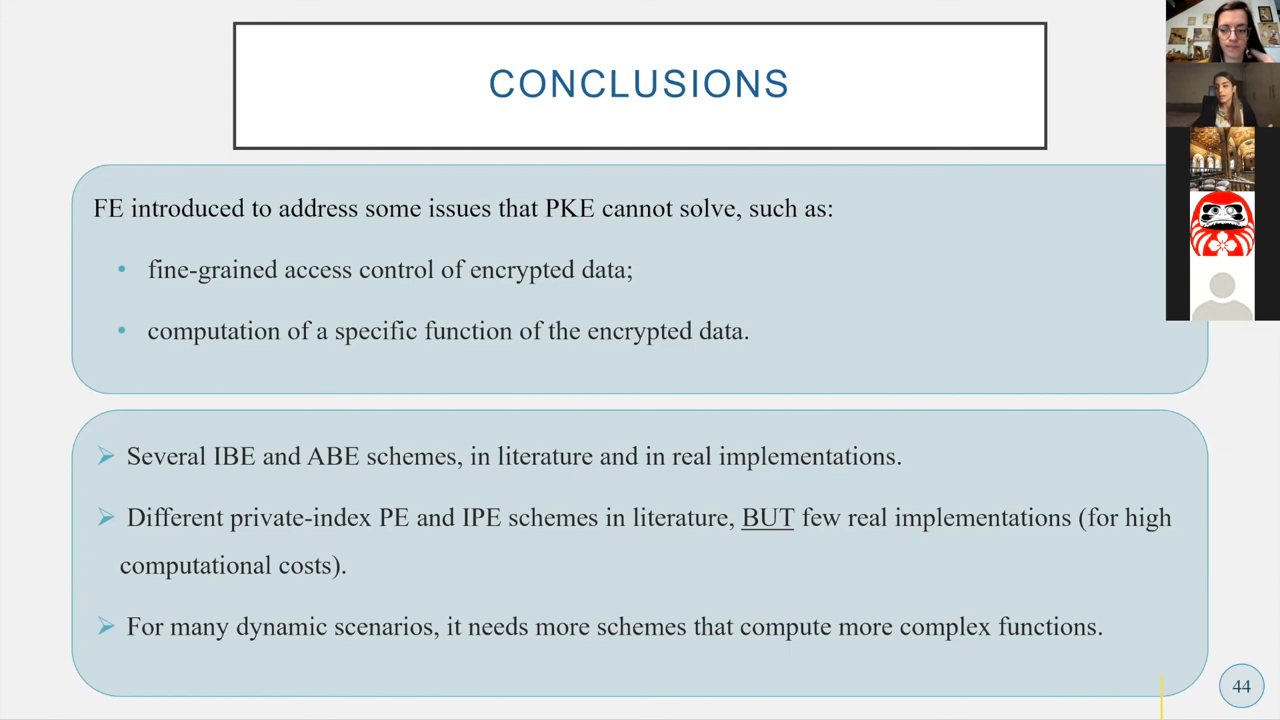 CONCLUSIONS
FE introduced to address some issues that PKE cannot solve, such as:
• fine-grained access control of encrypted data;
• computation of a specific function of the encrypted data.
➢ Several IBE and ABE schemes, in literature and in real implementations.
➢ Different private-index PE and IPE schemes in literature, BUT few real implementations (for high
computational costs).
➢ For many dynamic scenarios, it needs more schemes that compute more complex functions.
44